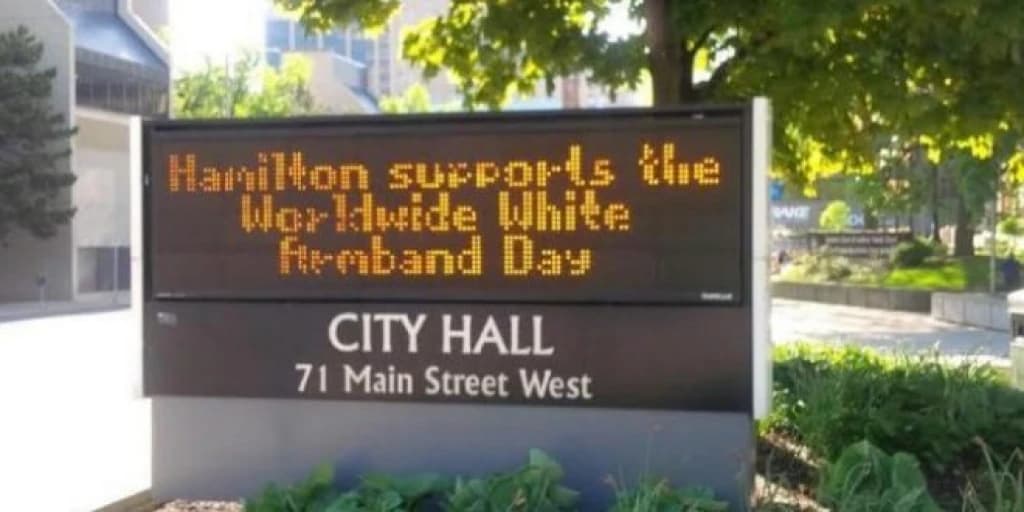 Hamilton supports the
Worldwide White
Armband Day
CITY HALL
71 Main Street West